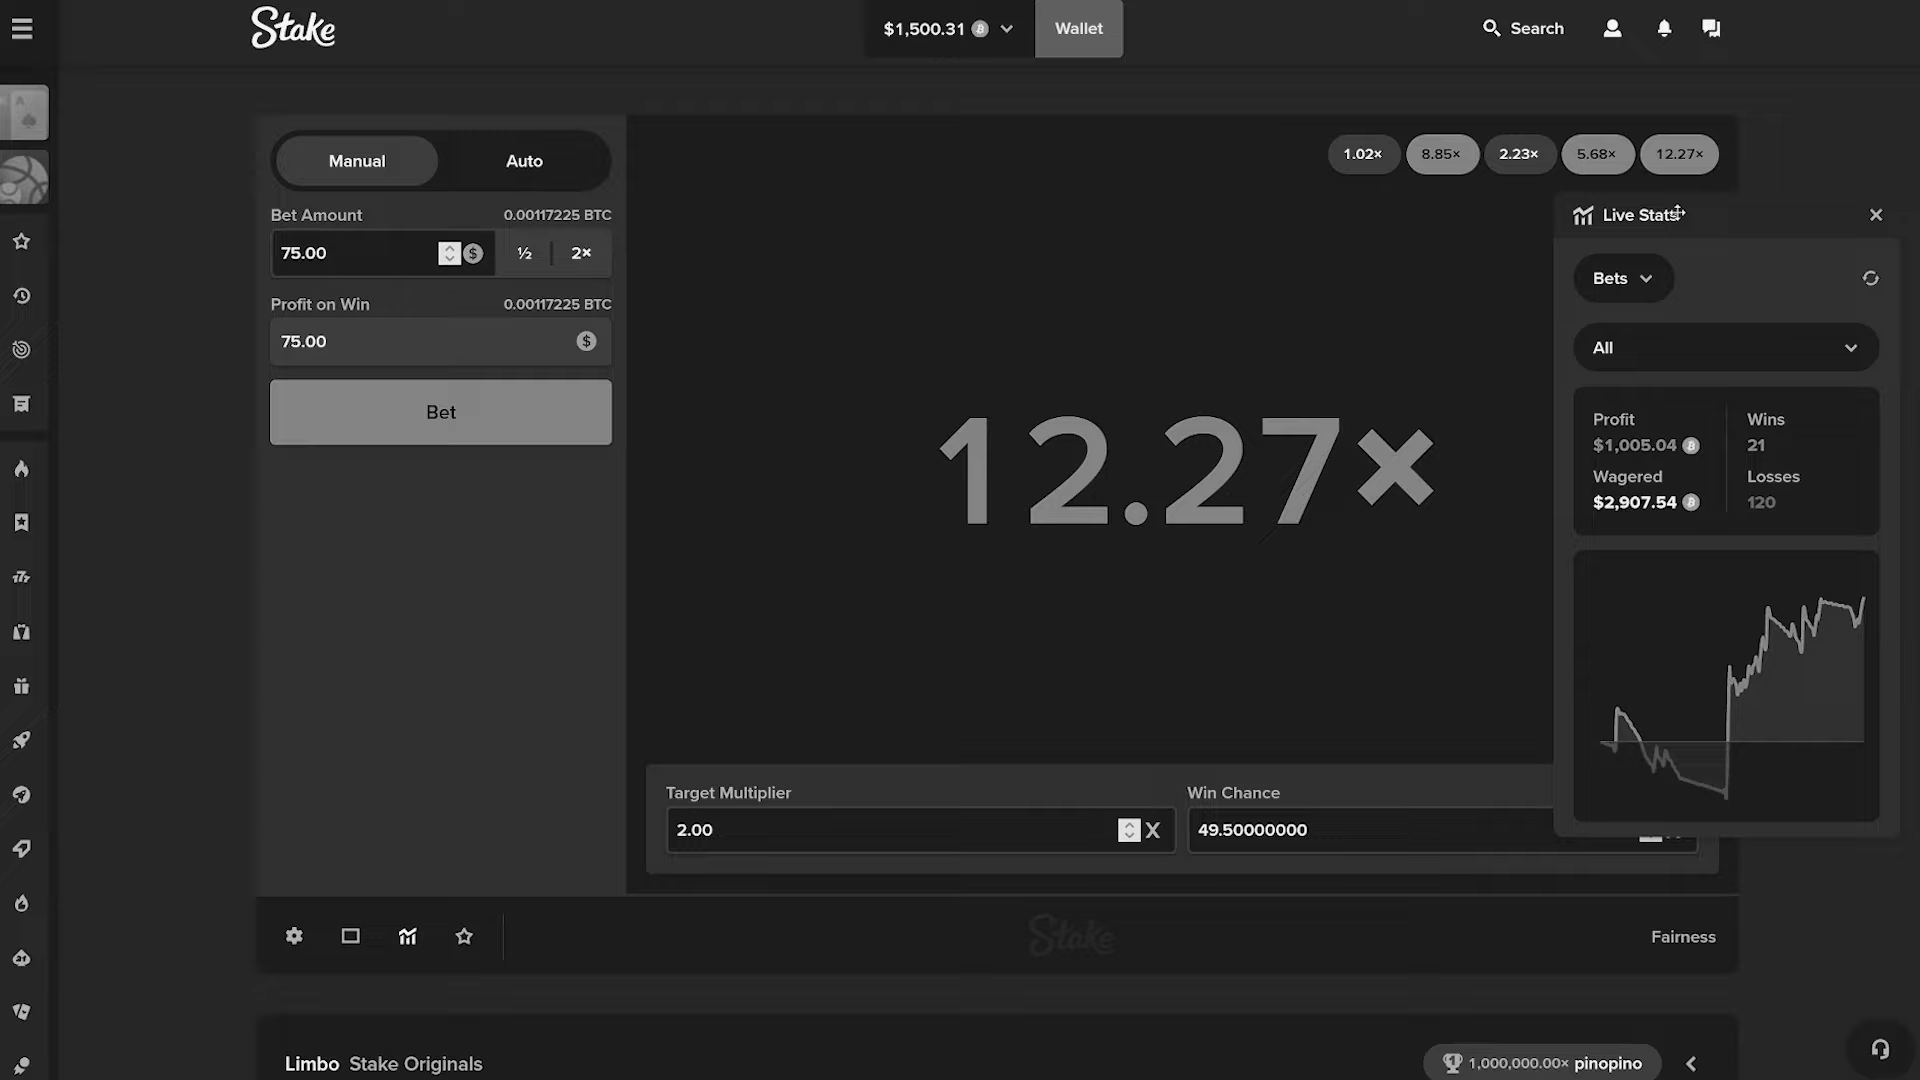 Stake
$1,500.31
Wallet
Search
Manual
Auto
1.02×
8.85×
2.23×
5.68×
12.27×
Bet Amount
0.00117225 BTC
75.00
½
2×
Profit on Win
0.00117225 BTC
75.00
Bet
12.27×
Live Stats
Bets
All
Profit
Wins
$1,005.04
21
Wagered
Losses
$2,907.54
120
Target Multiplier
Win Chance
2.00
X
49.50000000
Stake
Fairness
Limbo Stake Originals
1,000,000.00× pinopino